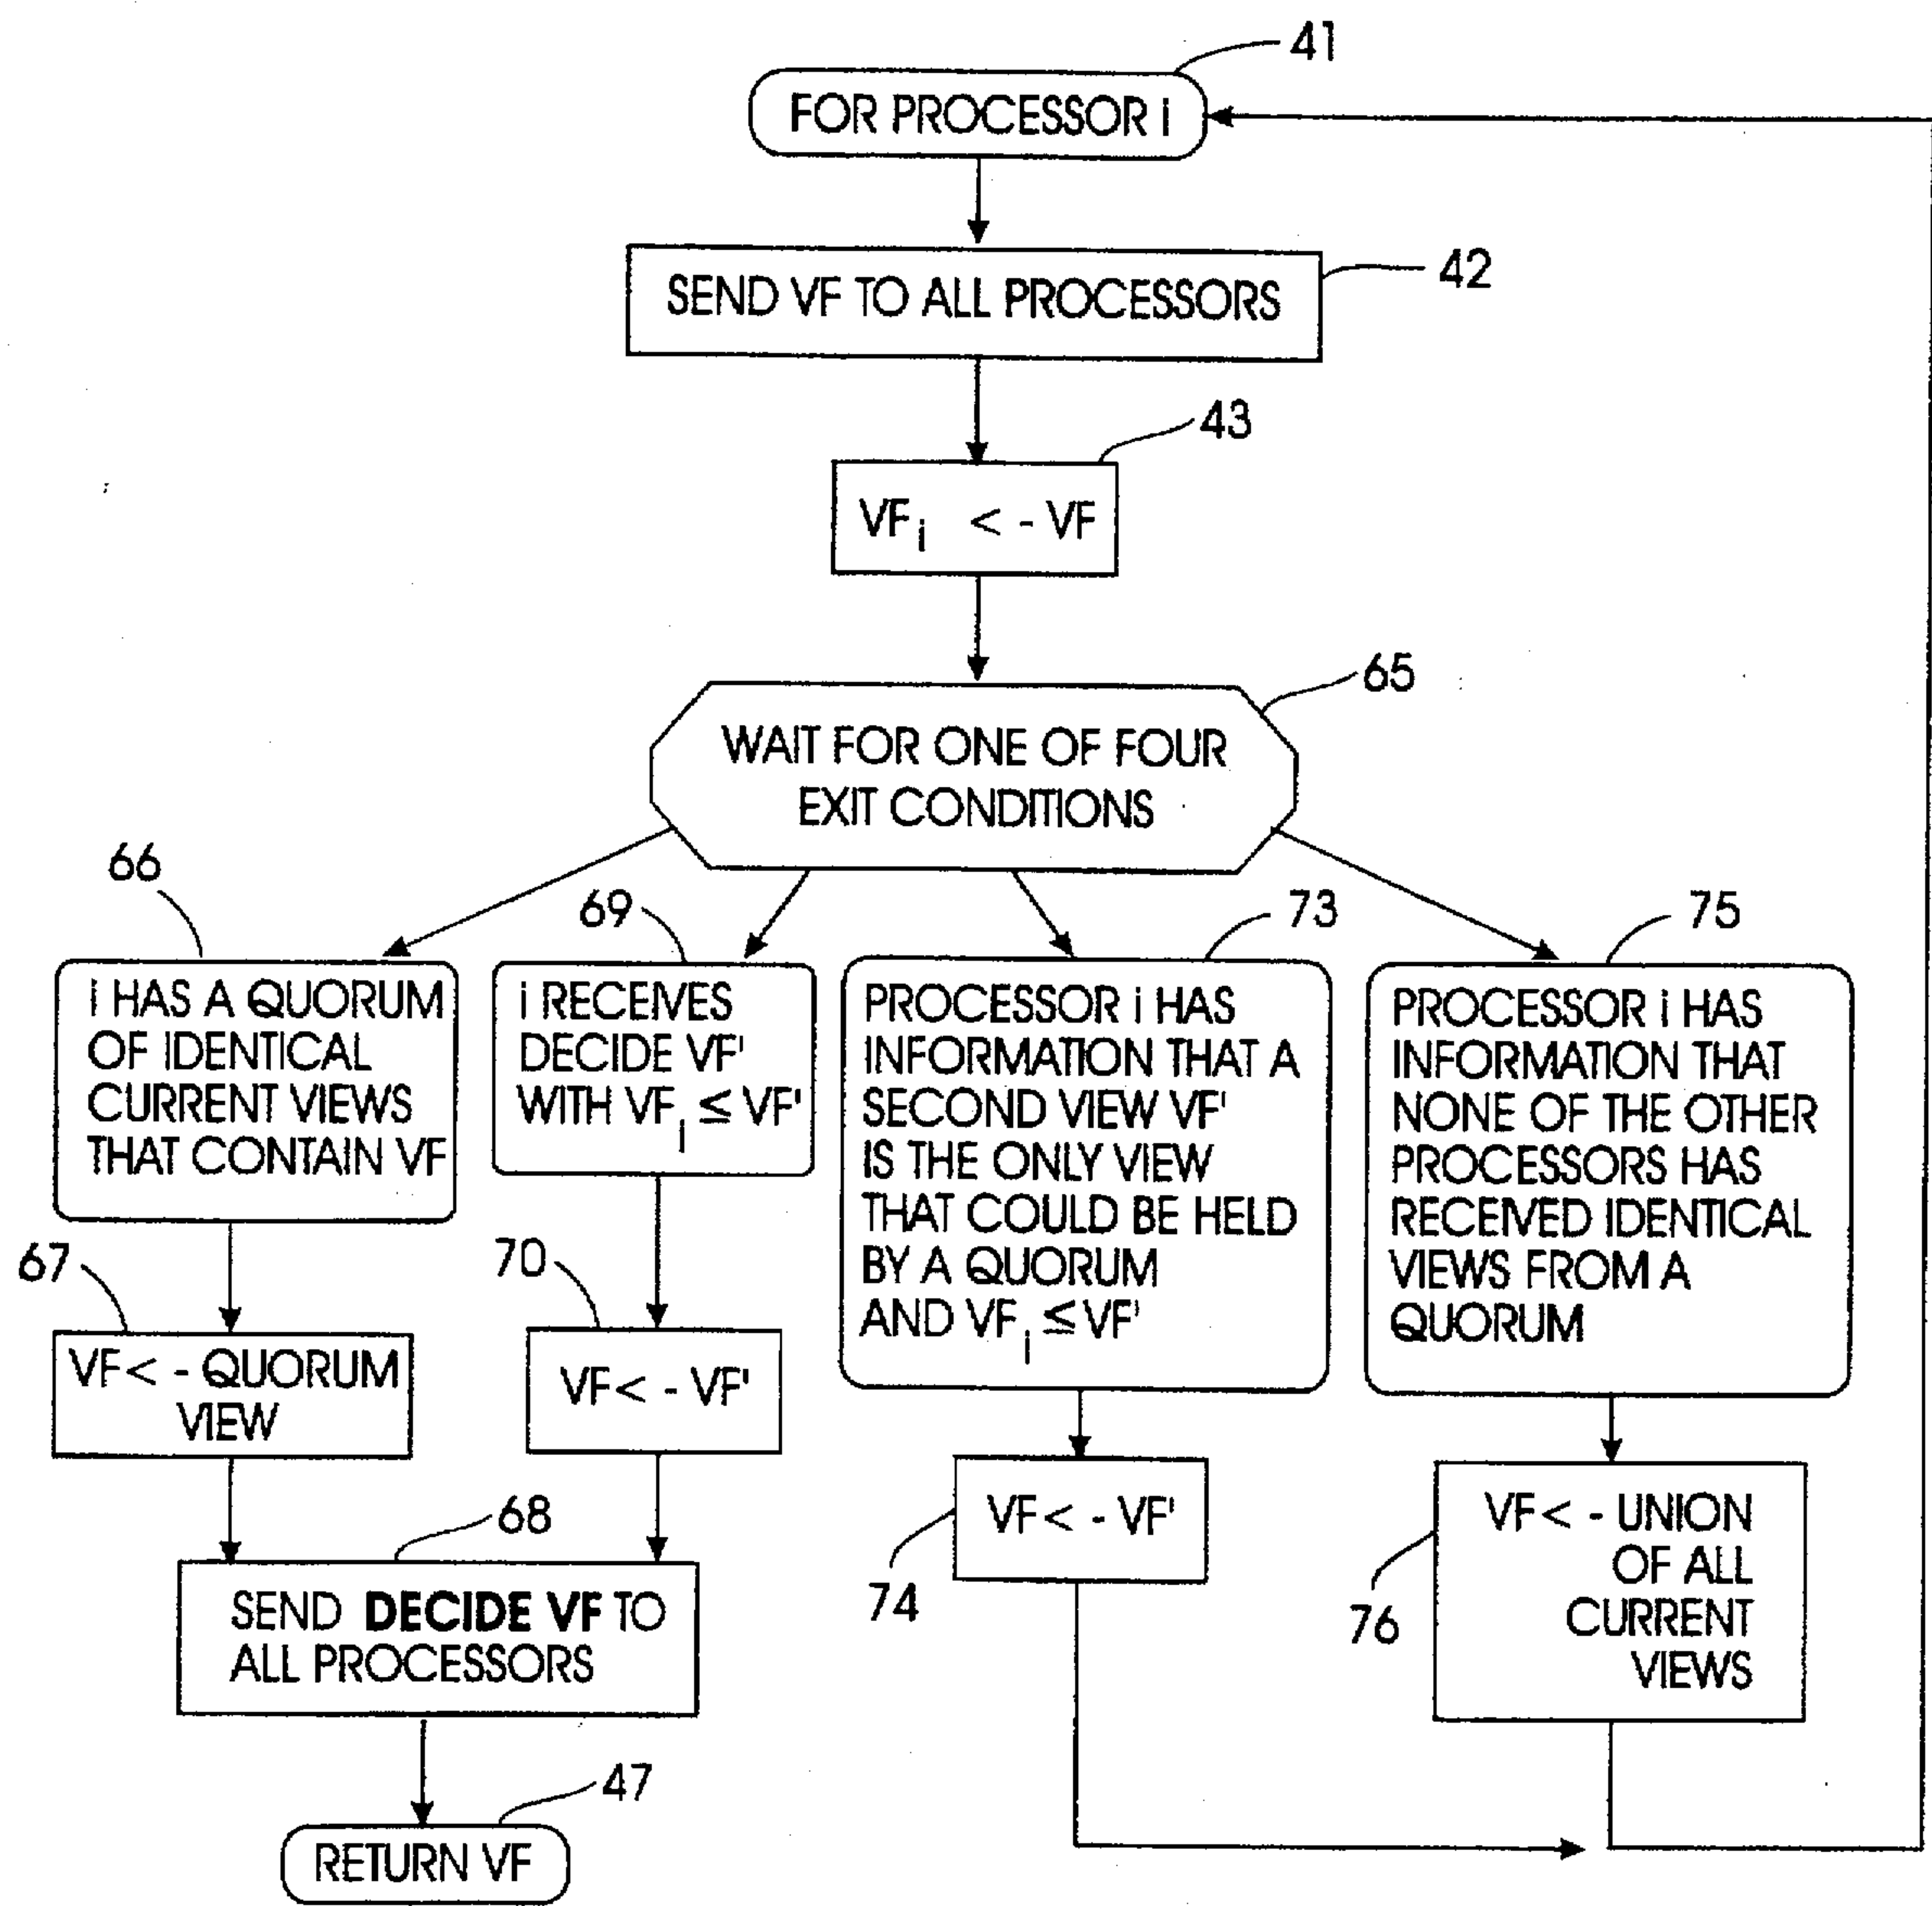 41
FOR PROCESSOR i
SEND VF TO ALL PROCESSORS
42
43
VFi < - VF
65
WAIT FOR ONE OF FOUR
EXIT CONDITIONS
66
i HAS A QUORUM
OF IDENTICAL
CURRENT VIEWS
THAT CONTAIN VF
69
i RECEIVES
DECIDE VF'
WITH VFi ≤ VF'
73
PROCESSOR i HAS
INFORMATION THAT A
SECOND VIEW VF'
IS THE ONLY VIEW
THAT COULD BE HELD
BY A QUORUM
AND VFi ≤ VF'
75
PROCESSOR i HAS
INFORMATION THAT
NONE OF THE OTHER
PROCESSORS HAS
RECEIVED IDENTICAL
VIEWS FROM A
QUORUM
67
VF < - QUORUM
VIEW
70
VF < - VF'
74
VF < - VF'
76
VF < - UNION
OF ALL
CURRENT
VIEWS
68
SEND DECIDE VF TO
ALL PROCESSORS
47
RETURN VF